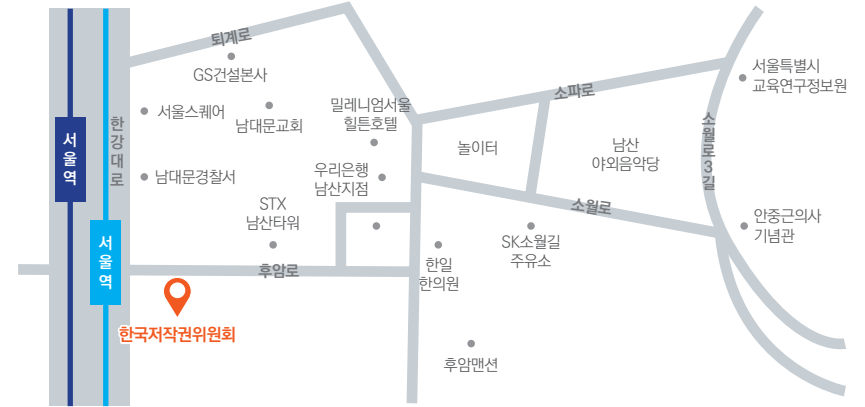 퇴계로
GS건설본사
서울스퀘어
남대문교회
밀레니엄서울
힐튼호텔
소파로
서울특별시
교육연구정보원
한강대로
서울역
놀이터
남산
야외음악당
소월로3길
남대문경찰서
우리은행
남산지점
STX
남산타워
소월로
안중근의사
기념관
서울역
SK소월길
주유소
후암로
한일
한의원
한국저작권위원회
후암맨션